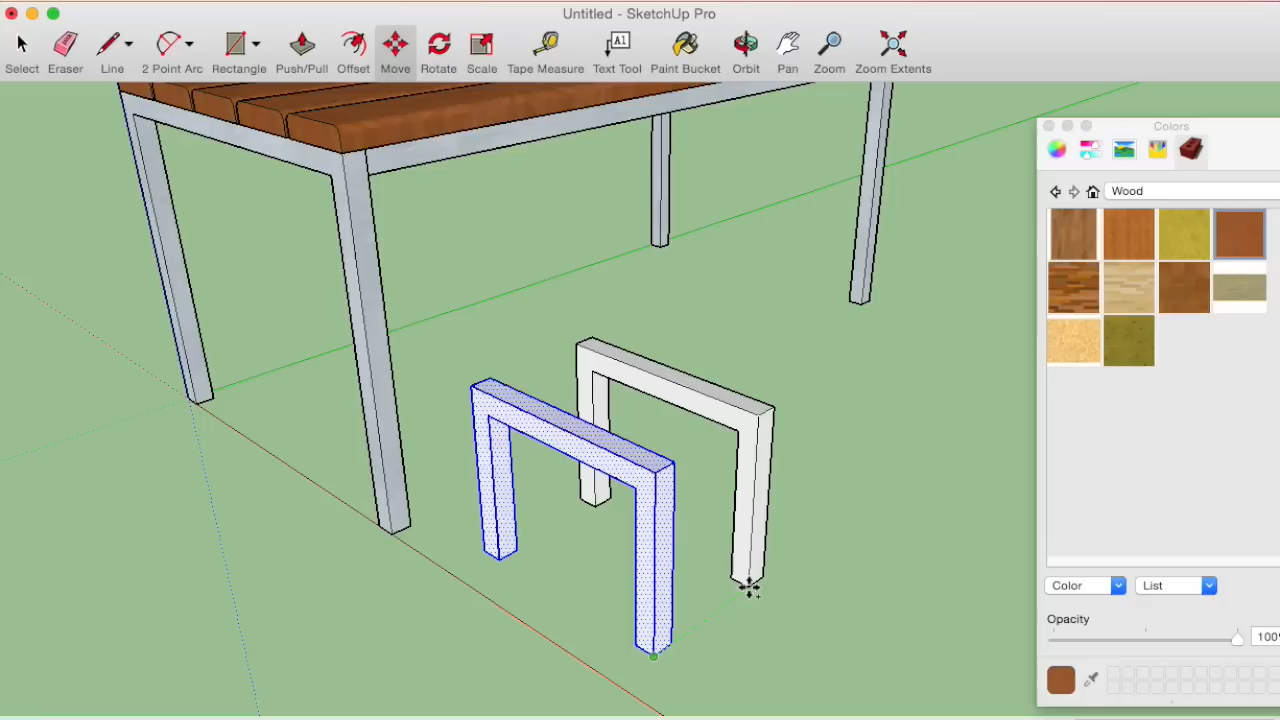 Untitled - SketchUp Pro
Select Eraser Line 2 Point Arc Rectangle Push/Pull Offset Move Rotate Scale Tape Measure Text Tool Paint Bucket Orbit Pan Zoom Zoom Extents
A1
Colors
Wood
Color List
Opacity
100%